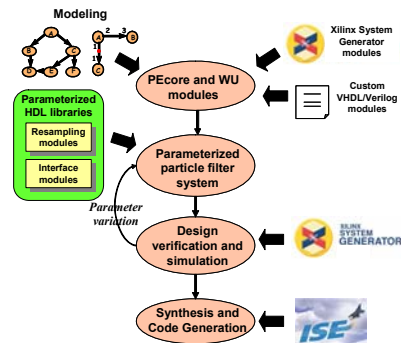 Modeling
A
B
C
D
E
F
A
2
3
B
1
1
C
Xilinx System
Generator
modules
PEcore and WU
modules
Custom
VHDL/Verilog
modules
Parameterized
HDL libraries
Resampling
modules
Interface
modules
Parameterized
particle filter
system
Parameter
variation
Design
verification and
simulation
XILINX
SYSTEM
GENERATOR
Synthesis and
Code Generation
ISE